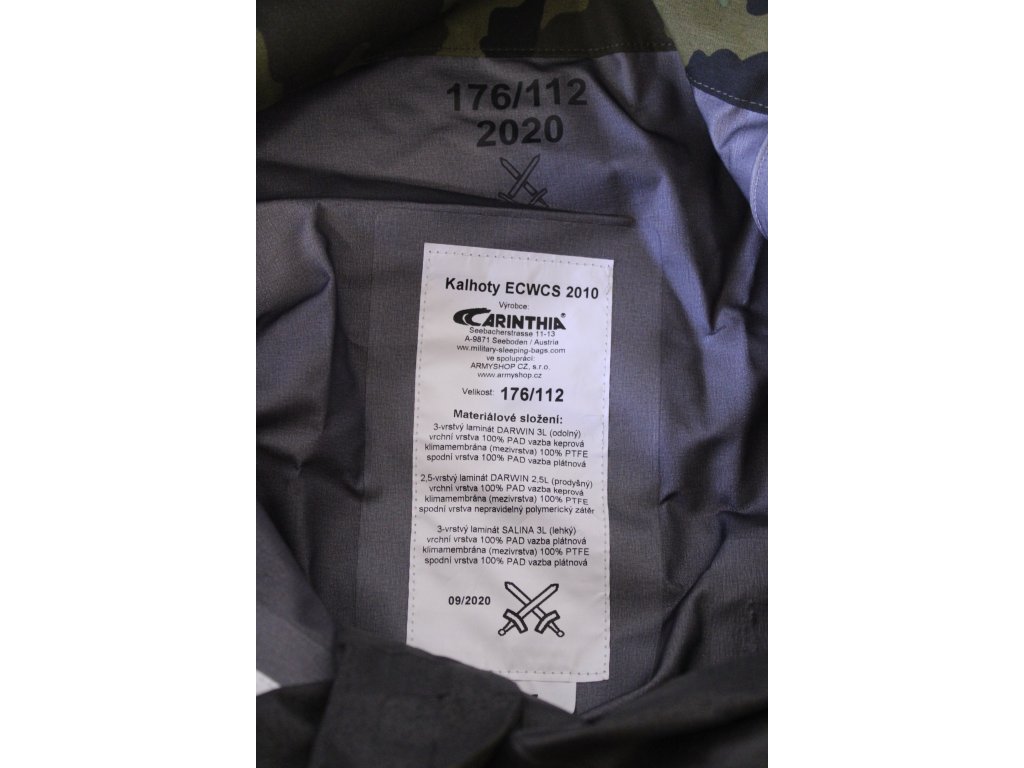 176/112
2020
Kalhoty ECWCS 2010
Výrobce:
CARINTHIA®
Seebacherstrasse 11-13
A-9871 Seeboden / Austria
ww.military-sleeping-bags.com
ve spolupráci:
ARMYSHOP CZ, s.r.o.
www.armyshop.cz
Velikost: 176/112
Materiálové složení:
3-vrstvý laminát DARWIN 3L (odolný)
vrchní vrstva 100% PAD vazba keprová
klimamembrána (mezivrstva) 100% PTFE
spodní vrstva 100% PAD vazba plátnová
2,5-vrstvý laminát DARWIN 2,5L (prodyšný)
vrchní vrstva 100% PAD vazba keprová
klimamembrána (mezivrstva) 100% PTFE
spodní vrstva nepravidelný polymerický zátěr
3-vrstvý laminát SALINA 3L (lehký)
vrchní vrstva 100% PAD vazba plátnová
klimamembrána (mezivrstva) 100% PTFE
spodní vrstva 100% PAD vazba plátnová
09/2020